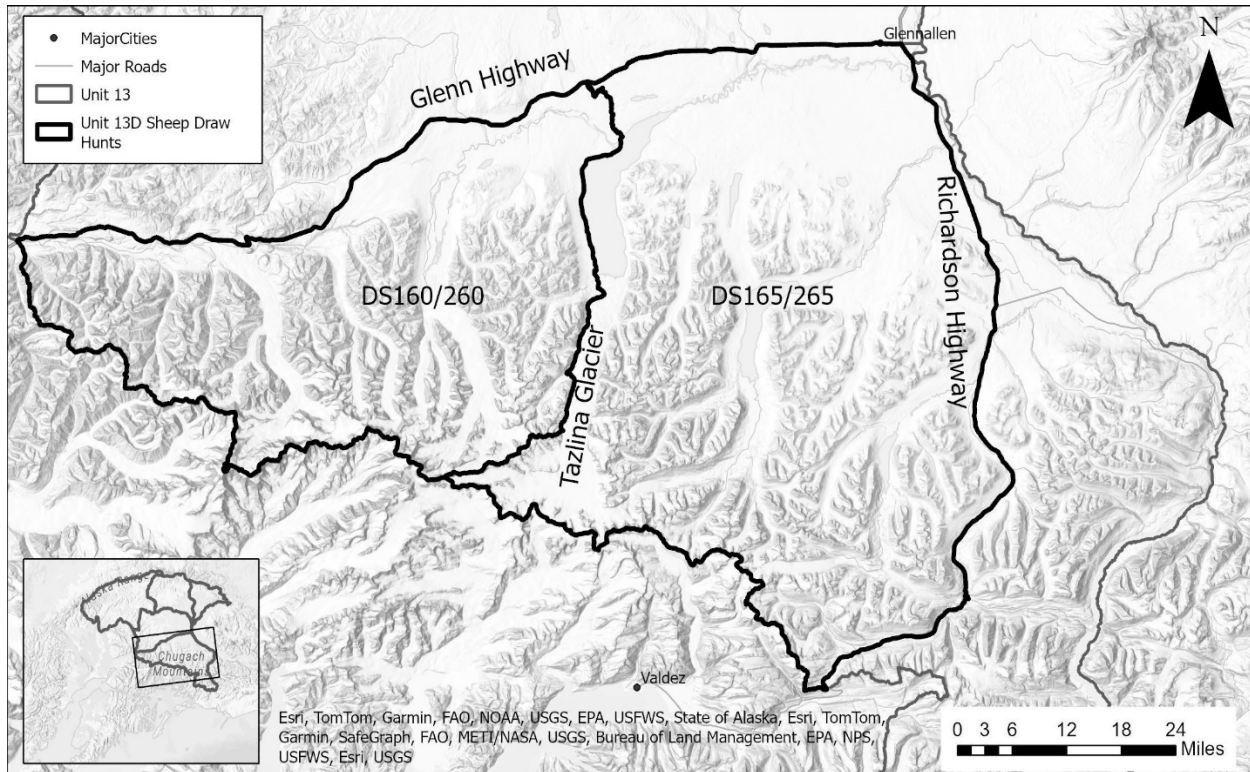 MajorCities
Major Roads
Unit 13
Unit 13D Sheep Draw
Hunts
Glenn Highway
Glennallen
N
Richardson Highway
DS160/260
DS165/265
Tazlina Glacier
Valdez
Alaska Range
Chugach
Mountains
Esri, TomTom, Garmin, FAO, NOAA, USGS, EPA, USFWS, State of Alaska, Esri, TomTom,
Garmin, SafeGraph, FAO, METI/NASA, USGS, Bureau of Land Management, EPA, NPS,
USFWS, Esri, USGS
0 3 6 12 18 24
Miles